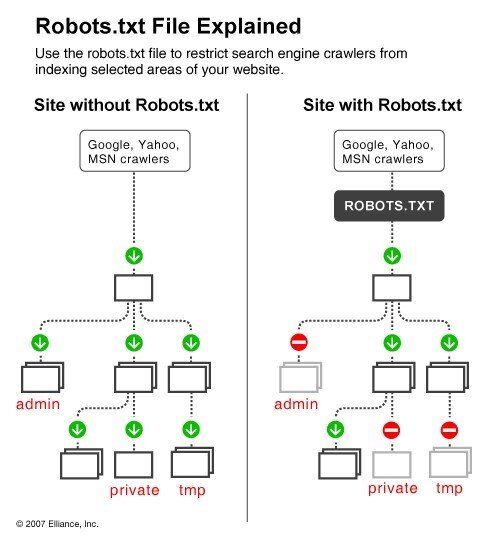 Robots.txt File Explained
Use the robots.txt file to restrict search engine crawlers from
indexing selected areas of your website.
Site without Robots.txt
Google, Yahoo,
MSN crawlers
admin
private
tmp
Site with Robots.txt
Google, Yahoo,
MSN crawlers
ROBOTS.TXT
admin
private
tmp
© 2007 Elliance, Inc.